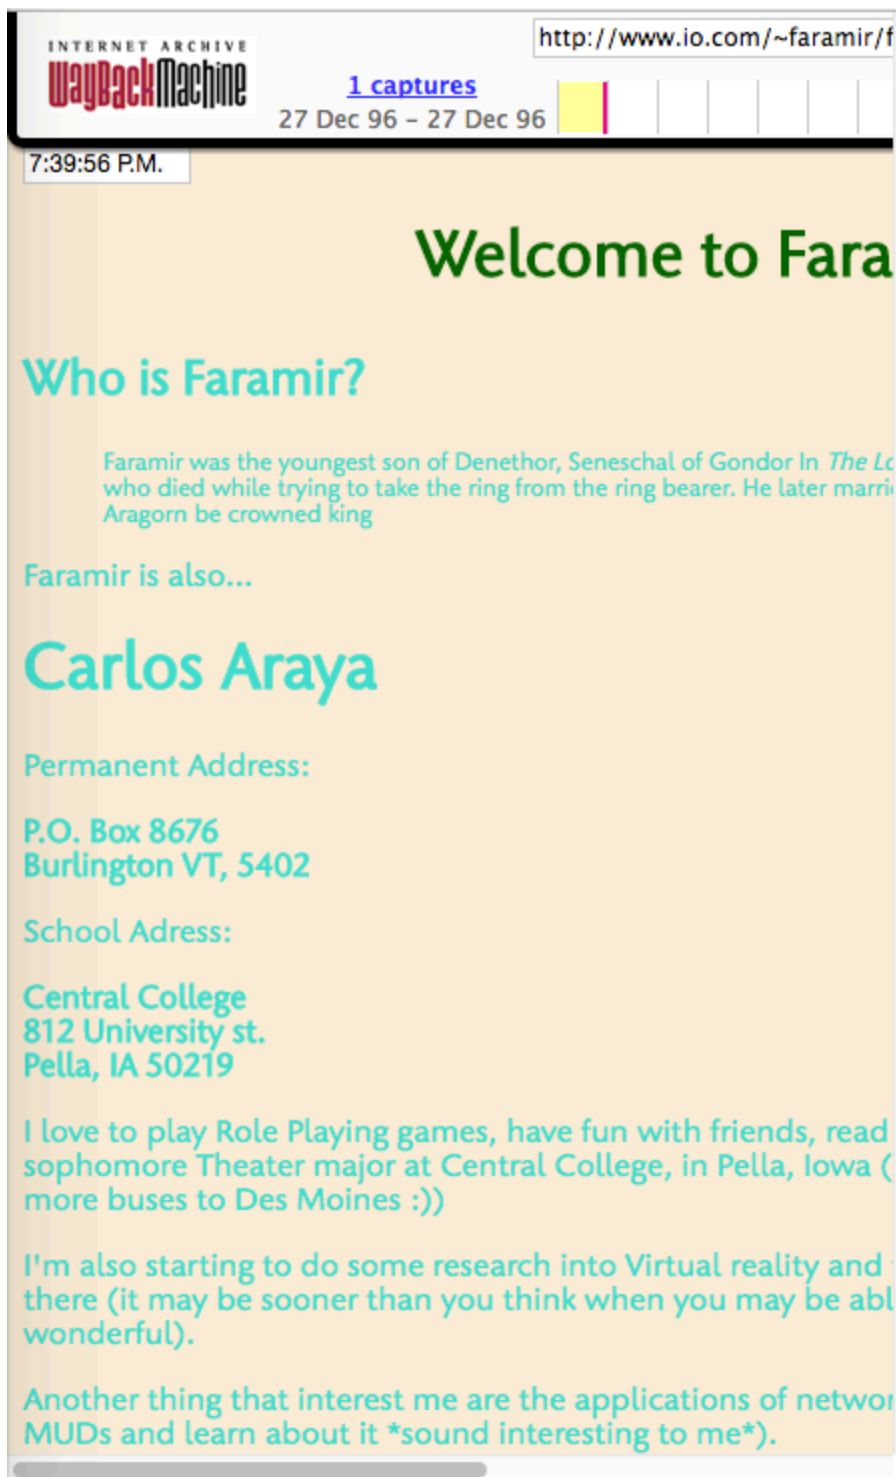 INTERNET ARCHIVE
WayBackMachine
http://www.io.com/~faramir/f
1 captures
27 Dec 96 – 27 Dec 96
7:39:56 P.M.
Welcome to Fara
Who is Faramir?
Faramir was the youngest son of Denethor, Seneschal of Gondor In The Lo
who died while trying to take the ring from the ring bearer. He later marri
Aragorn be crowned king
Faramir is also...
Carlos Araya
Permanent Address:
P.O. Box 8676
Burlington VT, 5402
School Adress:
Central College
812 University st.
Pella, IA 50219
I love to play Role Playing games, have fun with friends, read
sophomore Theater major at Central College, in Pella, Iowa (
more buses to Des Moines :))
I'm also starting to do some research into Virtual reality and
there (it may be sooner than you think when you may be abl
wonderful).
Another thing that interest me are the applications of networ
MUDs and learn about it *sound interesting to me*).